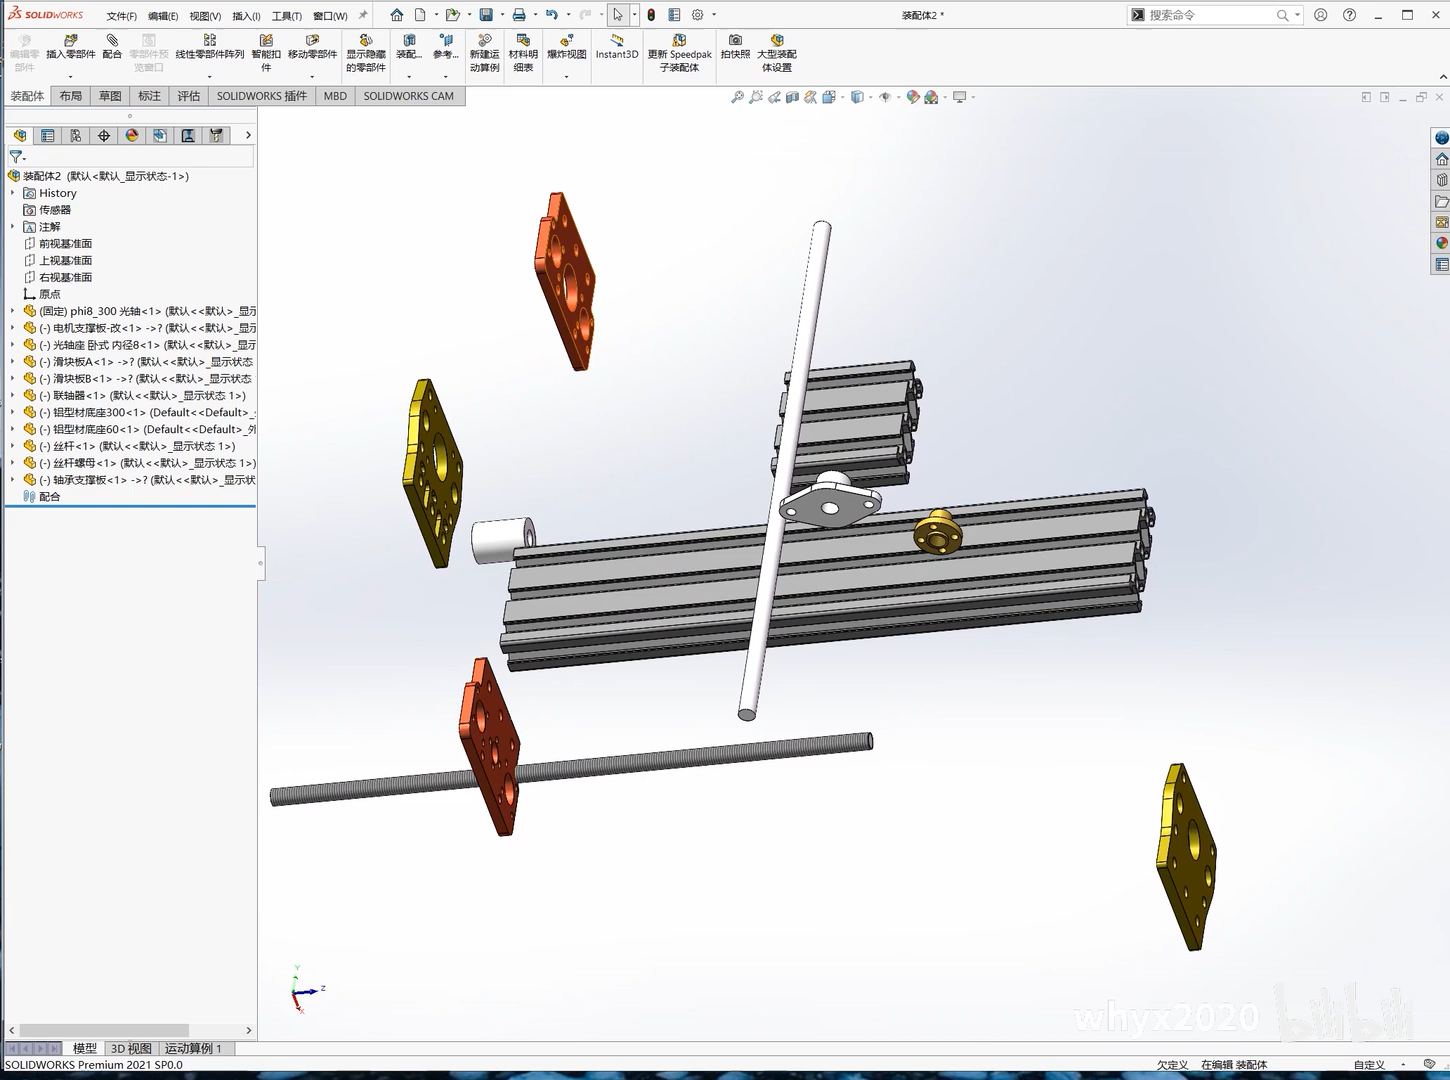 SOLIDWORKS 文件(F) 编辑(E) 视图(V) 插入(I) 工具(T) 窗口(W) 装配体2 * 搜索命令
编辑零部件 插入零部件 配合 零部件预览窗口 线性零部件阵列 智能扣件 移动零部件 显示隐藏的零部件 装配... 参考... 新建运动算例 材料明细表 爆炸视图 Instant3D 更新 Speedpak 子装配体 拍快照 大型装配体设置
装配体 布局 草图 标注 评估 SOLIDWORKS 插件 MBD SOLIDWORKS CAM
装配体2 (默认<默认_显示状态-1>)
History
传感器
注解
前视基准面
上视基准面
右视基准面
原点
(固定) phi8_300 光轴<1> (默认<<默认>_显示
(-) 电机支撑板-改<1> ->? (默认<<默认>_显
(-) 光轴座 卧式 内径8<1> (默认<<默认>_显示
(-) 滑块板A<1> ->? (默认<<默认>_显示状态
(-) 滑块板B<1> ->? (默认<<默认>_显示状态
(-) 联轴器<1> (默认<<默认>_显示状态 1>)
(-) 铝型材底座300<1> (Default<<Default>_
(-) 铝型材底座60<1> (Default<<Default>_外
(-) 丝杆<1> (默认<<默认>_显示状态 1>)
(-) 丝杆螺母<1> (默认<<默认>_显示状态 1>)
(-) 轴承支撑板<1> ->? (默认<<默认>_显示状
配合
Y
Z
X
whyx2020 bilibili
模型 3D 视图 运动算例 1
SOLIDWORKS Premium 2021 SP0.0 欠定义 在编辑 装配体 自定义